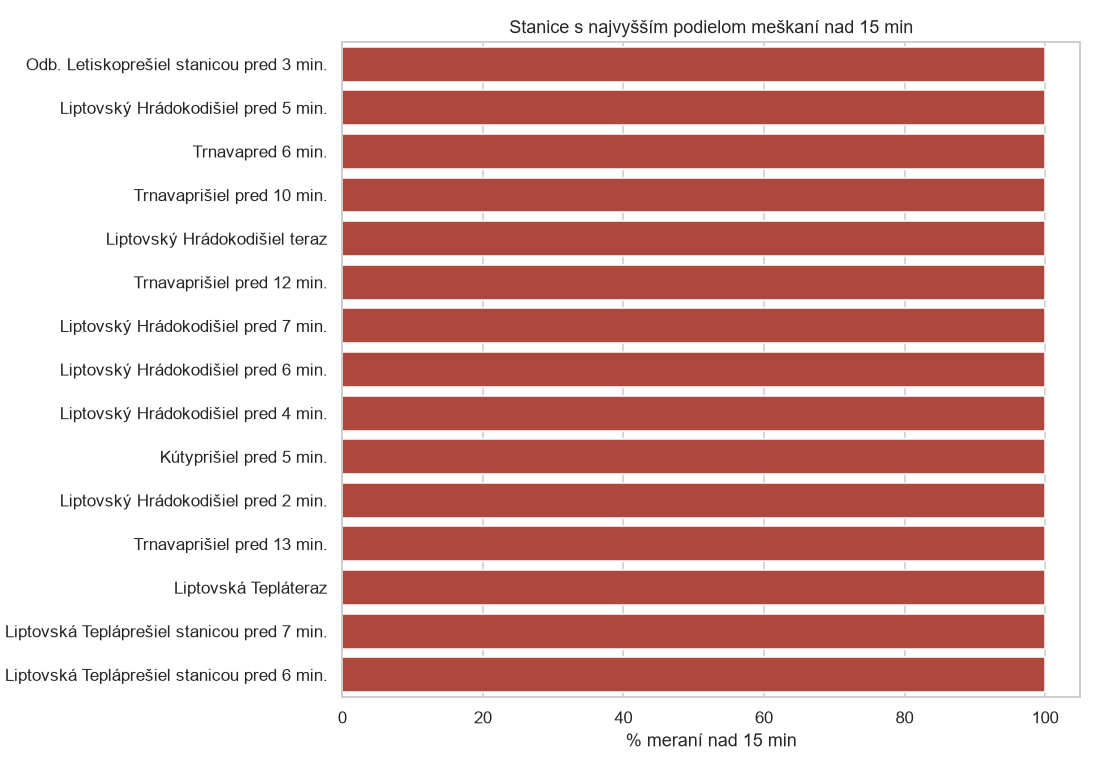 Stanice s najvyšším podielom meškaní nad 15 min
Odb. Letiskoprešiel stanicou pred 3 min.
Liptovský Hrádokodišiel pred 5 min.
Trnavapred 6 min.
Trnavaprišiel pred 10 min.
Liptovský Hrádokodišiel teraz
Trnavaprišiel pred 12 min.
Liptovský Hrádokodišiel pred 7 min.
Liptovský Hrádokodišiel pred 6 min.
Liptovský Hrádokodišiel pred 4 min.
Kútyprišiel pred 5 min.
Liptovský Hrádokodišiel pred 2 min.
Trnavaprišiel pred 13 min.
Liptovská Tepláteraz
Liptovská Tepláprešiel stanicou pred 7 min.
Liptovská Tepláprešiel stanicou pred 6 min.
0 20 40 60 80 100
% meraní nad 15 min